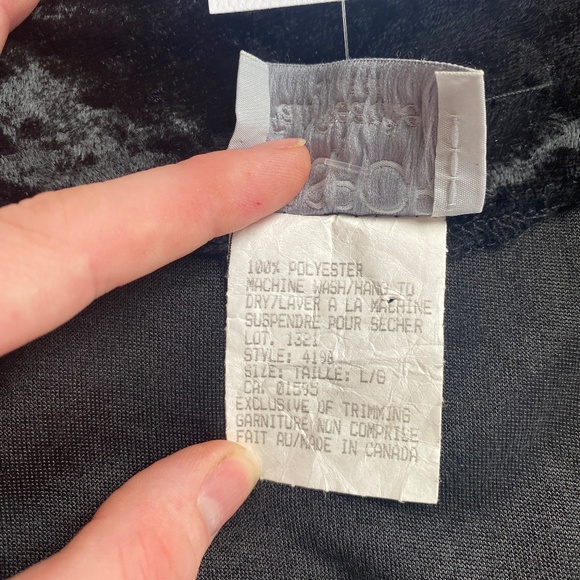 100% POLYESTER
MACHINE WASH/HANG TO
DRY/LAVER A LA MACHINE
SUSPENDRE POUR SECHER
LOT. 1321
STYLE: 4198
SIZE: TAILLE: L/G
CA. 01595
EXCLUSIVE OF TRIMMING
GARNITURE NON COMPRISE
FAIT AU/MADE IN CANADA